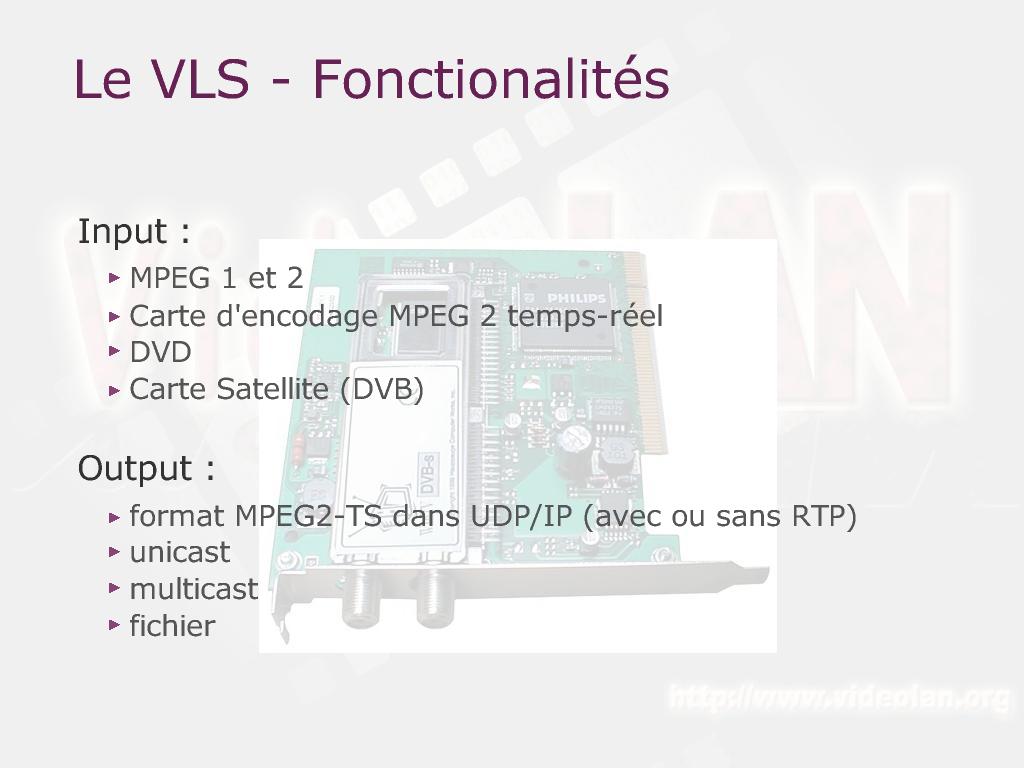 Le VLS - Fonctionalités
VideoLAN
Input :
MPEG 1 et 2
Carte d'encodage MPEG 2 temps-réel
DVD
Carte Satellite (DVB)
PHILIPS
DVB-s
Output :
format MPEG2-TS dans UDP/IP (avec ou sans RTP)
unicast
multicast
fichier
http://www.videolan.org